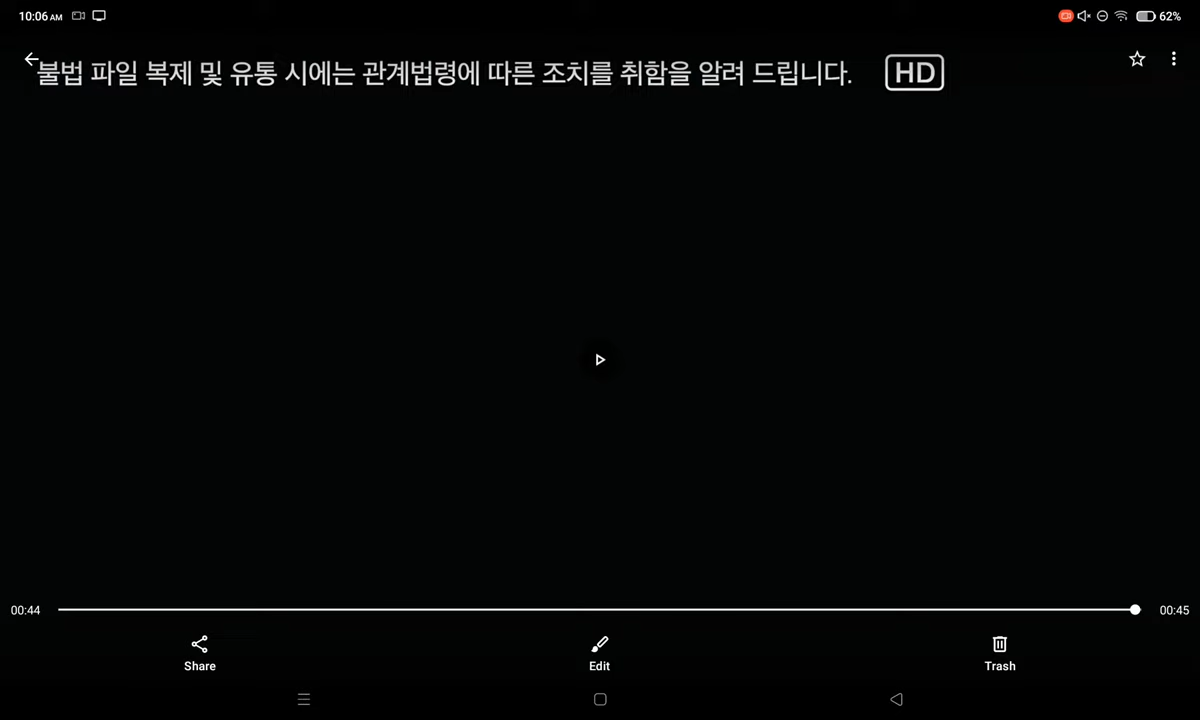 10:06 AM
62%
불법 파일 복제 및 유통 시에는 관계법령에 따른 조치를 취함을 알려 드립니다. HD
00:44
00:45
Share
Edit
Trash